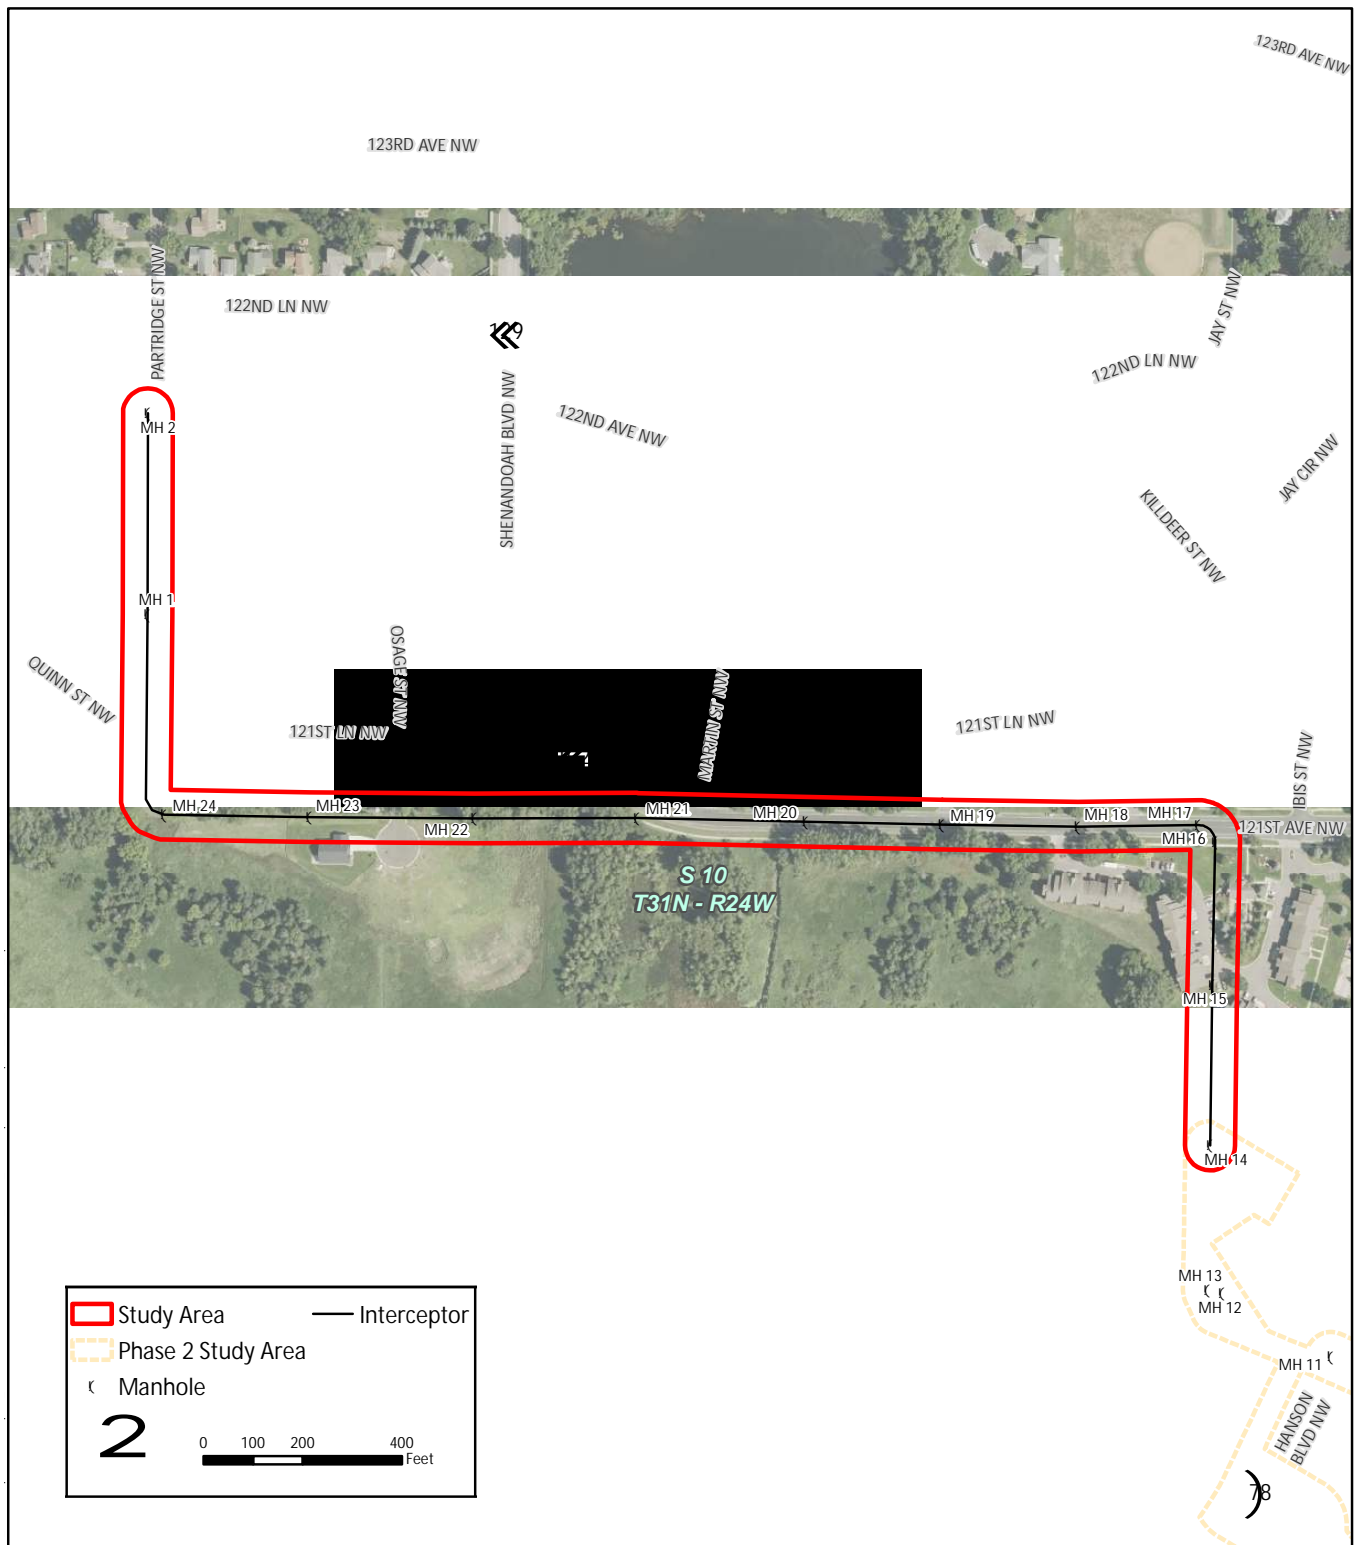 123RD AVE NW
123RD AVE NW
PARTRIDGE ST NW
122ND LN NW
JAY ST NW
122ND LN NW
SHENANDOAH BLVD NW
122ND AVE NW
JAY CIR NW
KILLDEER ST NW
MH 2
MH 1
QUINN ST NW
OSAGE ST NW
121ST LN NW
MARTIN ST NW
121ST LN NW
IBIS ST NW
MH 24
MH 23
MH 22
MH 21
MH 20
MH 19
MH 18
MH 17
MH 16
121ST AVE NW
S 10
T31N - R24W
MH 15
MH 14
MH 13
MH 12
MH 11
HANSON
BLVD NW
78
Study Area
Interceptor
Phase 2 Study Area
Manhole
2
0 100 200 400
Feet